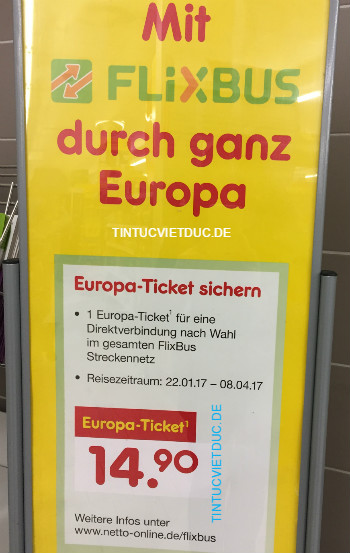 Mit
FLiXBUS
durch ganz
Europa
TINTUCVIETDUC.DE
Europa-Ticket sichern
• 1 Europa-Ticket¹ für eine
Direktverbindung nach Wahl
im gesamten FlixBus
Streckennetz
• Reisezeitraum: 22.01.17 – 08.04.17
Europa-Ticket¹
14.90
TINTUCVIETDUC.DE
Weitere Infos unter
www.netto-online.de/flixbus